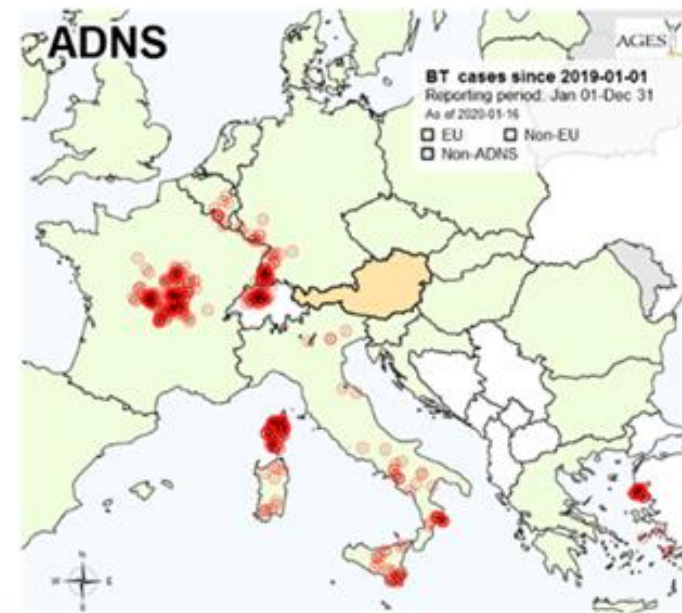 ADNS
AGES
BT cases since 2019-01-01
Reporting period: Jan 01-Dec 31
As of 2020-01-16
EU Non-EU
Non-ADNS
N
W E
S